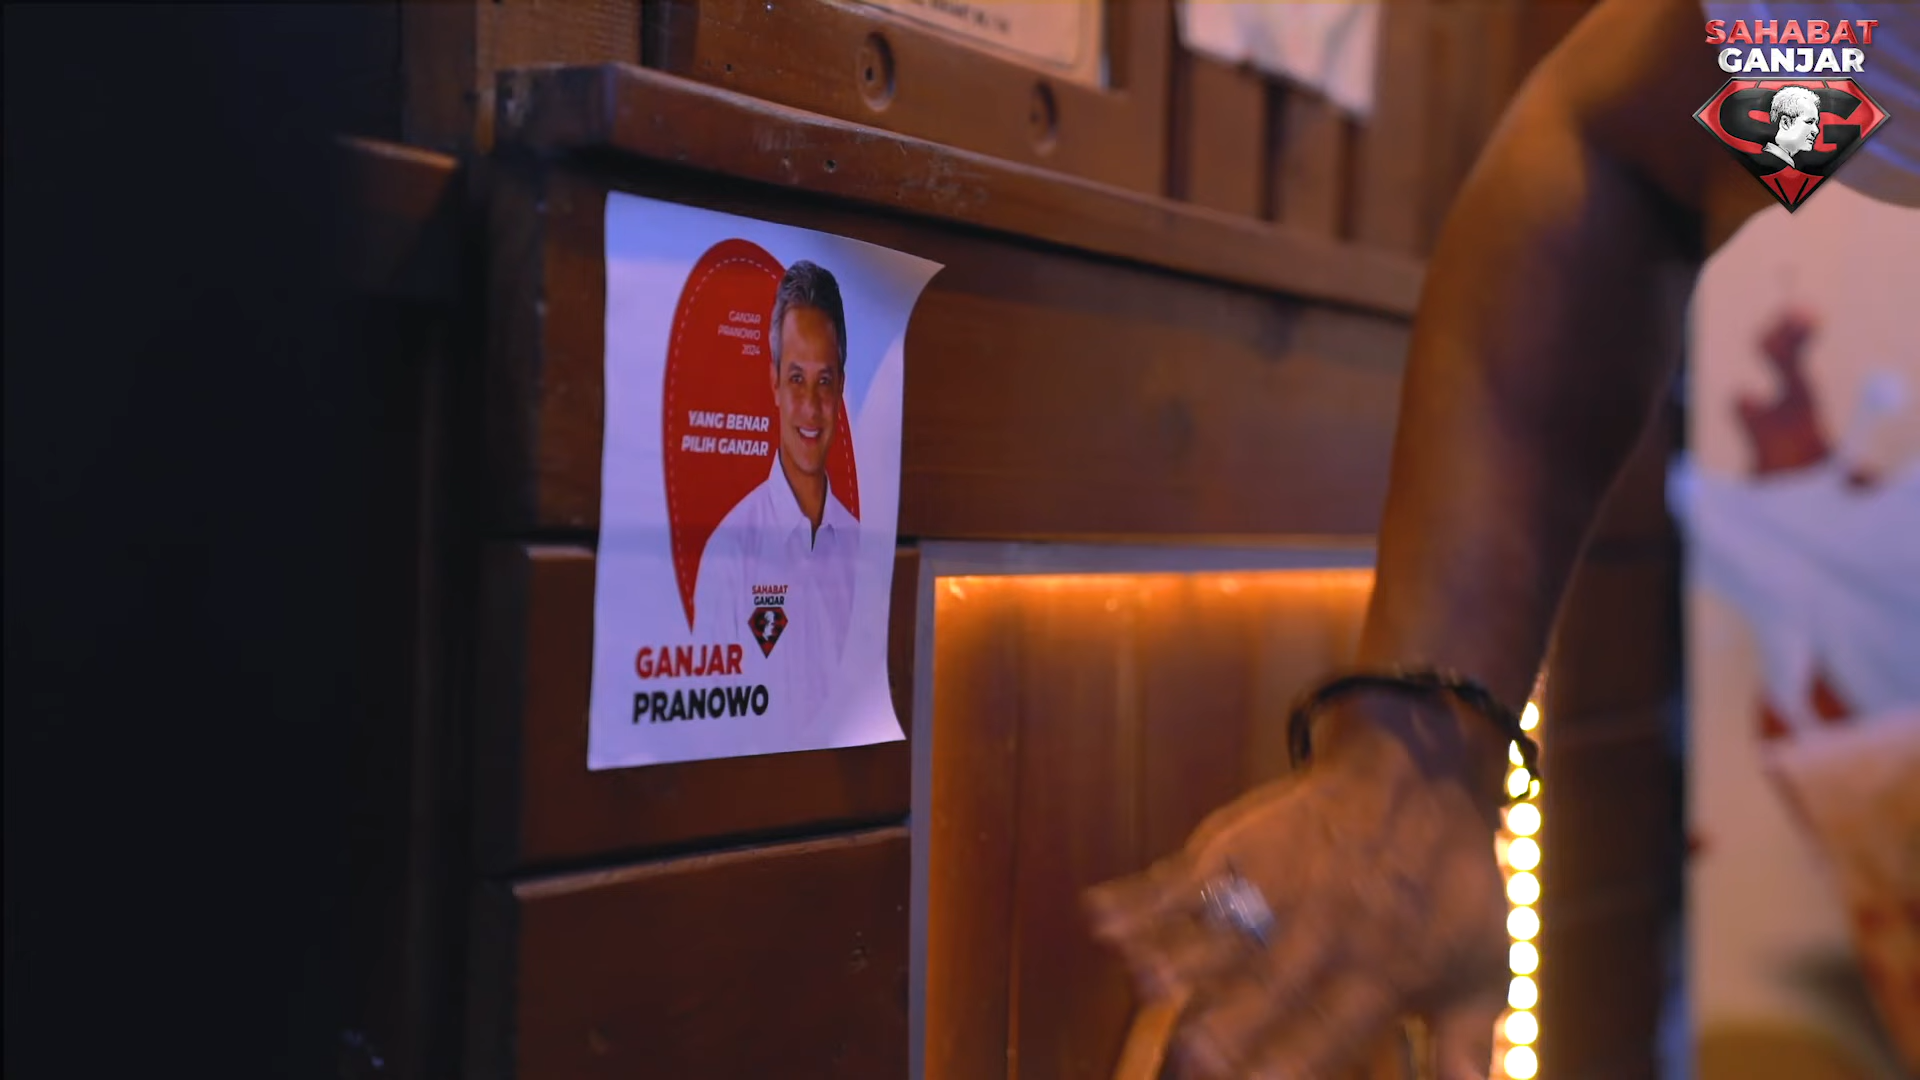 SAHABAT
GANJAR
GANJAR
PRANOWO
2024
YANG BENAR
PILIH GANJAR
SAHABAT
GANJAR
GANJAR
PRANOWO